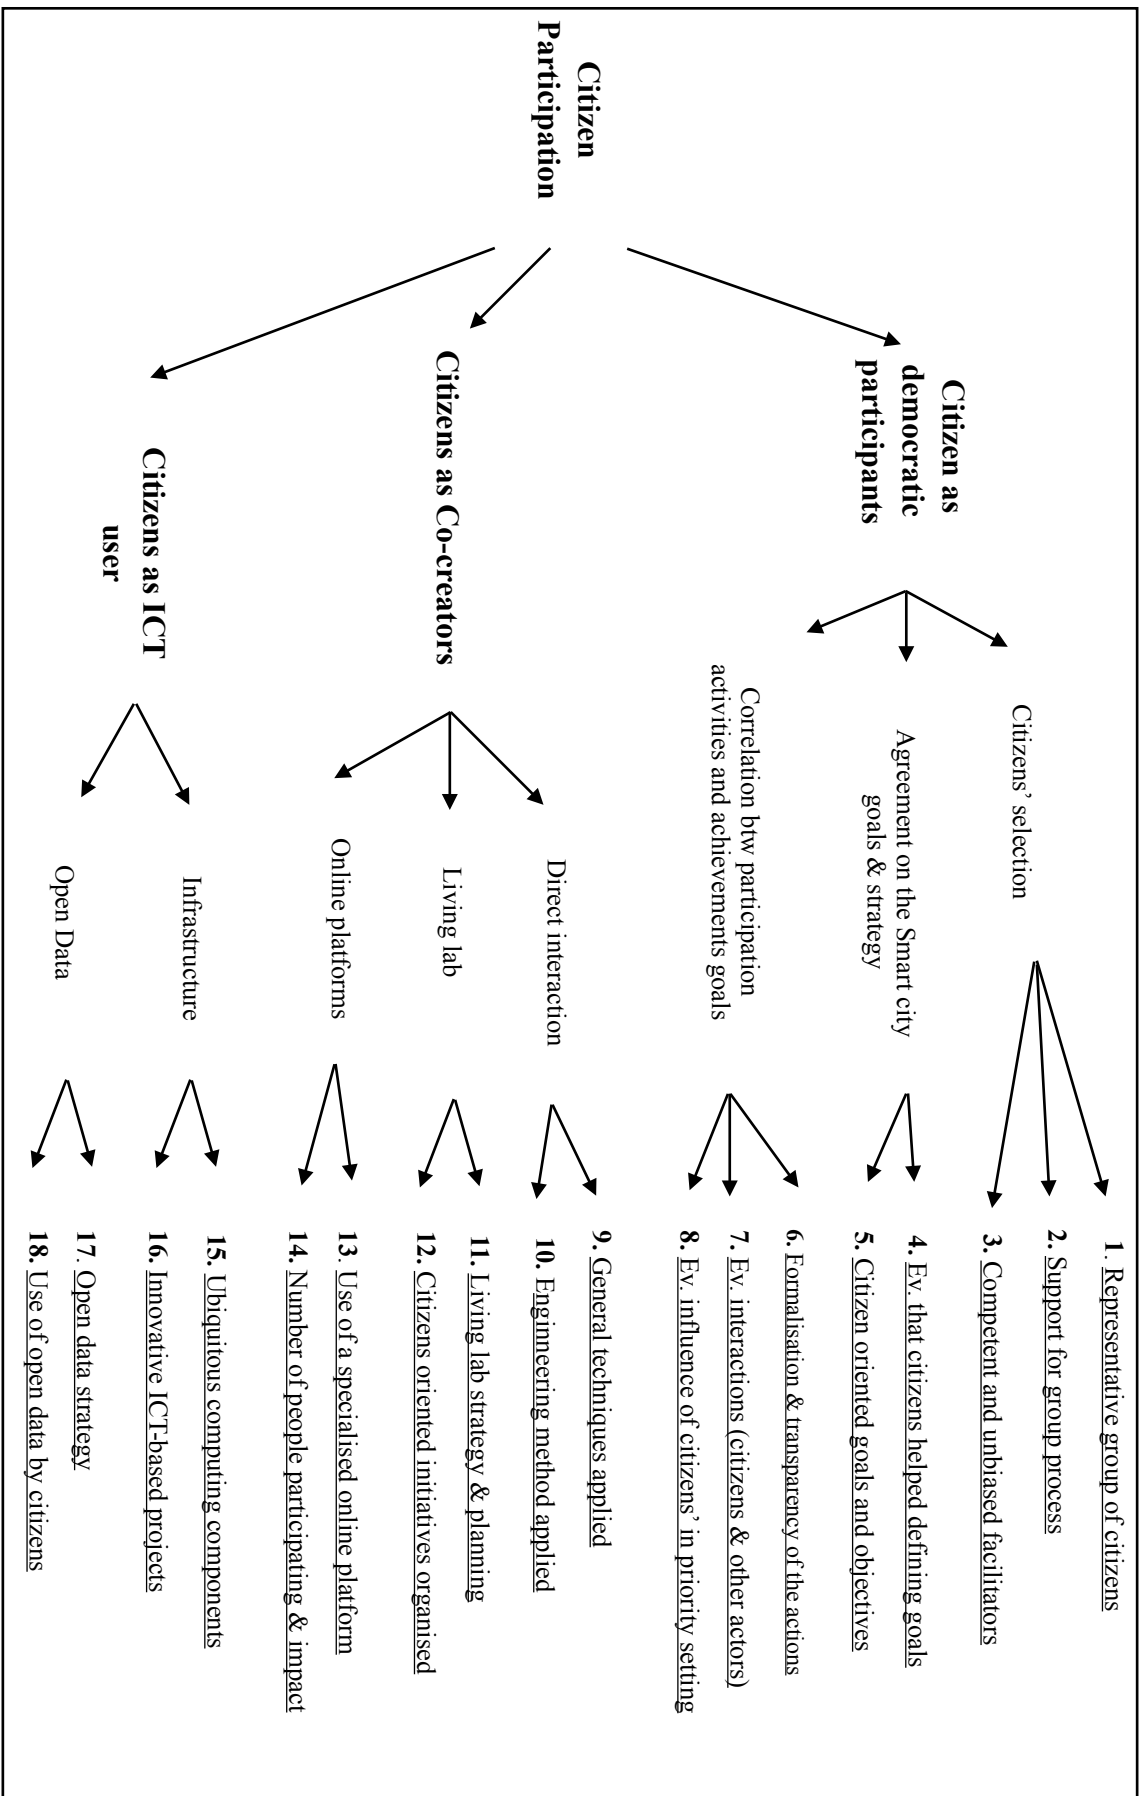 Citizen
Participation
Citizen as
democratic
participants
Citizens as Co-creators
Citizens as ICT
user
Citizens’ selection
Agreement on the Smart city
goals & strategy
Correlation btw participation
activities and achievements goals
Direct interaction
Living lab
Online platforms
Infrastructure
Open Data
1. Representative group of citizens
2. Support for group process
3. Competent and unbiased facilitators
4. Ev. that citizens helped defining goals
5. Citizen oriented goals and objectives
6. Formalisation & transparency of the actions
7. Ev. interactions (citizens & other actors)
8. Ev. influence of citizens’ in priority setting
9. General techniques applied
10. Engineering method applied
11. Living lab strategy & planning
12. Citizens oriented initiatives organised
13. Use of a specialised online platform
14. Number of people participating & impact
15. Ubiquitous computing components
16. Innovative ICT-based projects
17. Open data strategy
18. Use of open data by citizens